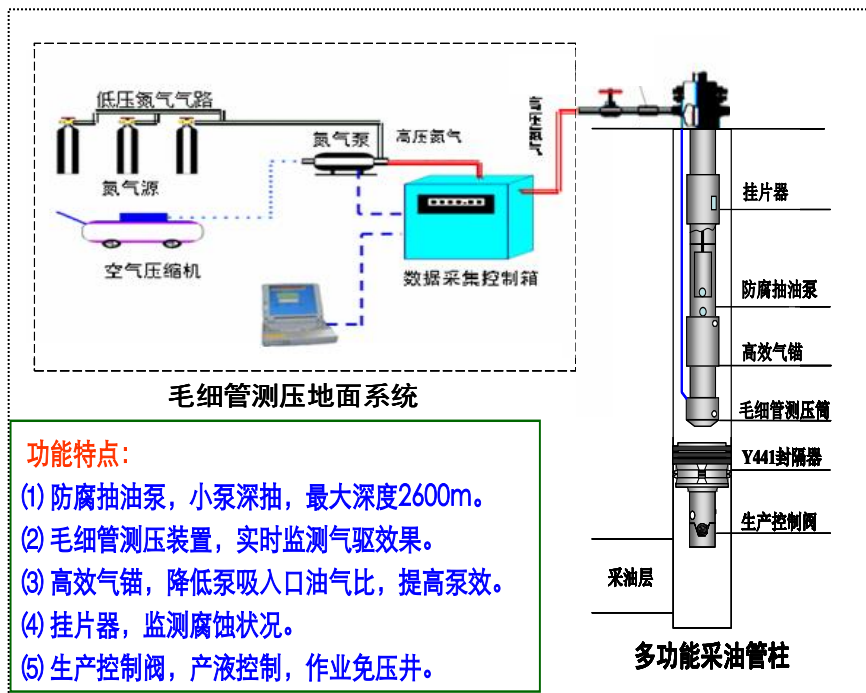 低压氮气气路
氮气泵
高压氮气
高压氮气
氮气源
空气压缩机
数据采集控制箱
毛细管测压地面系统
挂片器
防腐抽油泵
高效气锚
毛细管测压筒
Y441封隔器
生产控制阀
采油层
多功能采油管柱
功能特点：
⑴ 防腐抽油泵，小泵深抽，最大深度2600m。
⑵ 毛细管测压装置，实时监测气驱效果。
⑶ 高效气锚，降低泵吸入口油气比，提高泵效。
⑷ 挂片器，监测腐蚀状况。
⑸ 生产控制阀，产液控制，作业免压井。